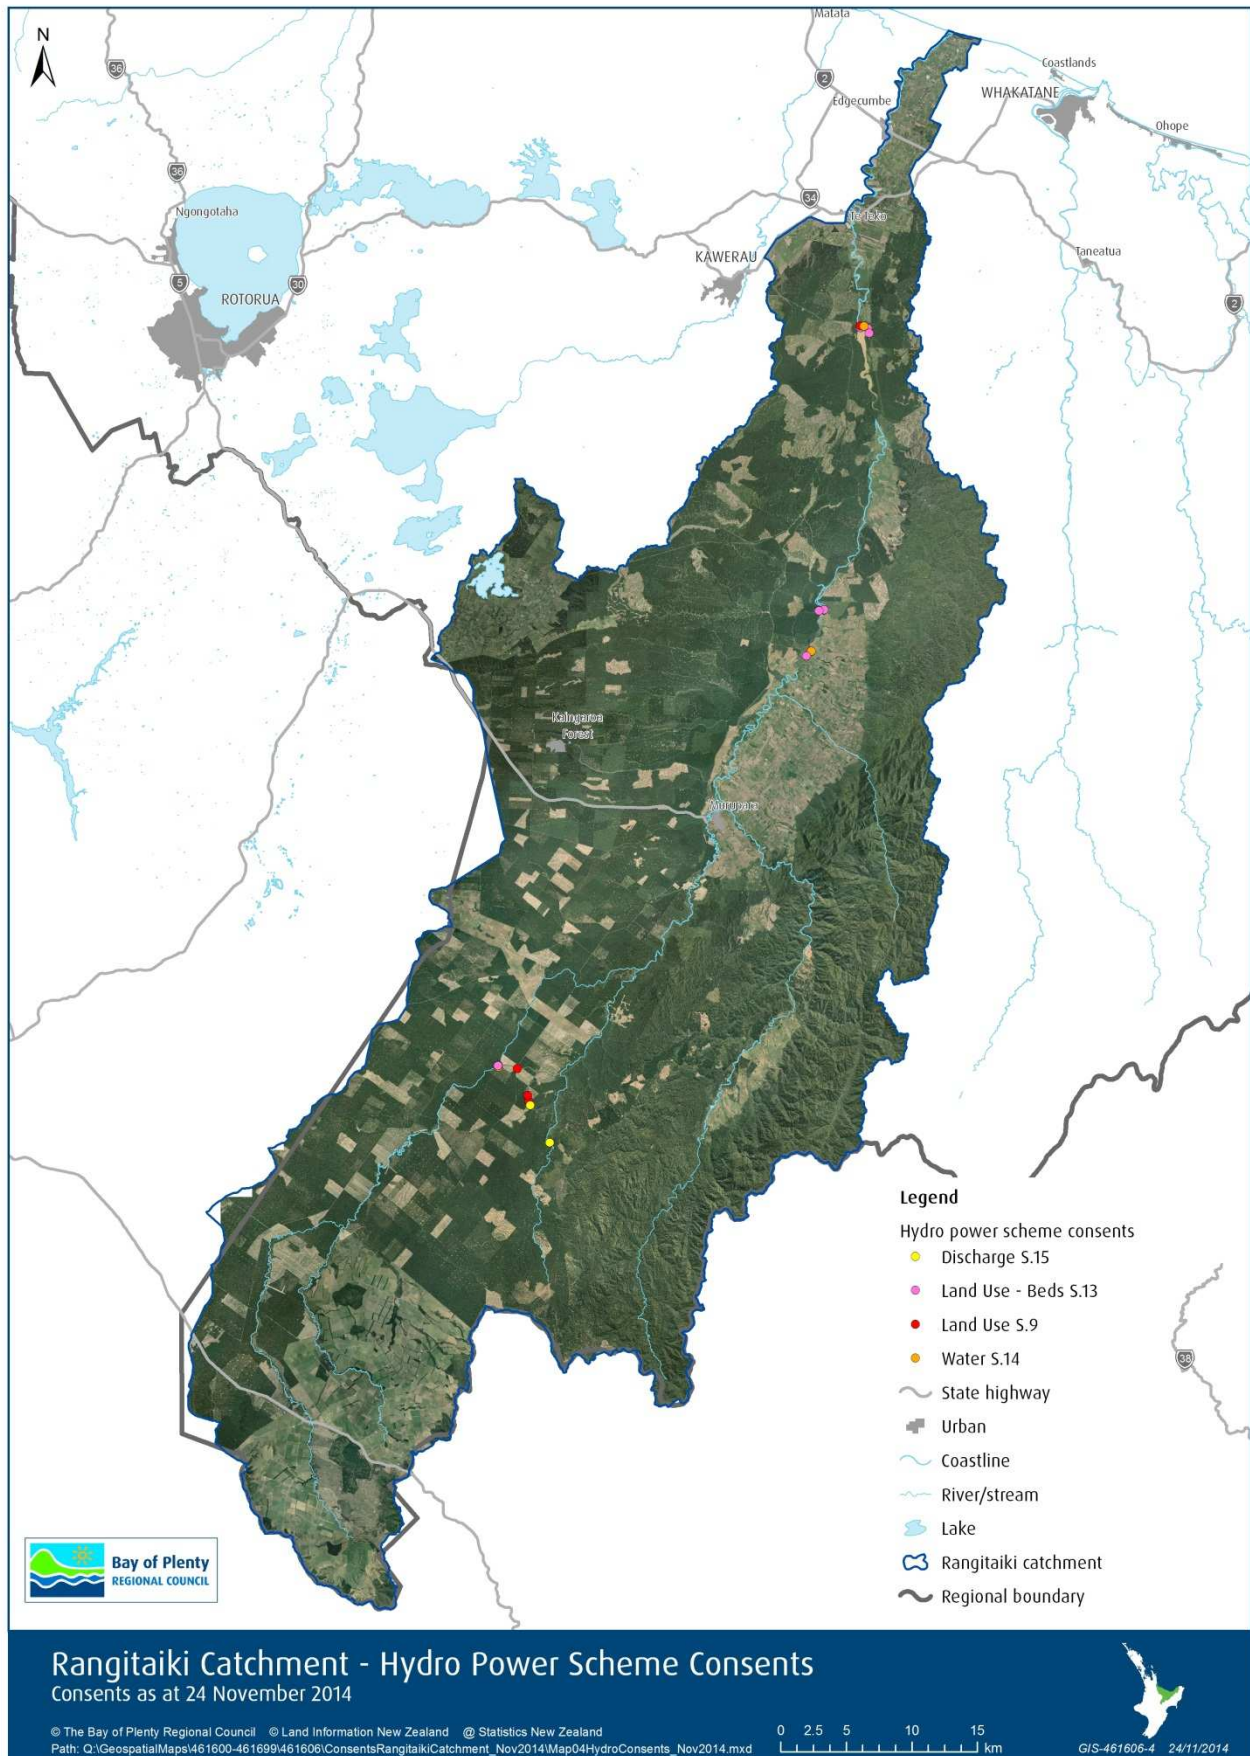 N
Matata
36
2
Coastlands
WHAKATANE
Edgecumbe
Ohope
36
34
Ngongotaha
Te Teko
KAWERAU
Taneatua
5
30
2
ROTORUA
Kaingaroa
Forest
Murupara
Legend
Hydro power scheme consents
Discharge S.15
Land Use - Beds S.13
Land Use S.9
Water S.14
State highway
Urban
Coastline
River/stream
Lake
Rangitaiki catchment
Regional boundary
38
Bay of Plenty
REGIONAL COUNCIL
Rangitaiki Catchment - Hydro Power Scheme Consents
Consents as at 24 November 2014
© The Bay of Plenty Regional Council © Land Information New Zealand @ Statistics New Zealand
Path: Q:\GeospatialMaps\461600-461699\461606\ConsentsRangitaikiCatchment_Nov2014\Map04HydroConsents_Nov2014.mxd
0 2.5 5 10 15
km
GIS-461606-4 24/11/2014